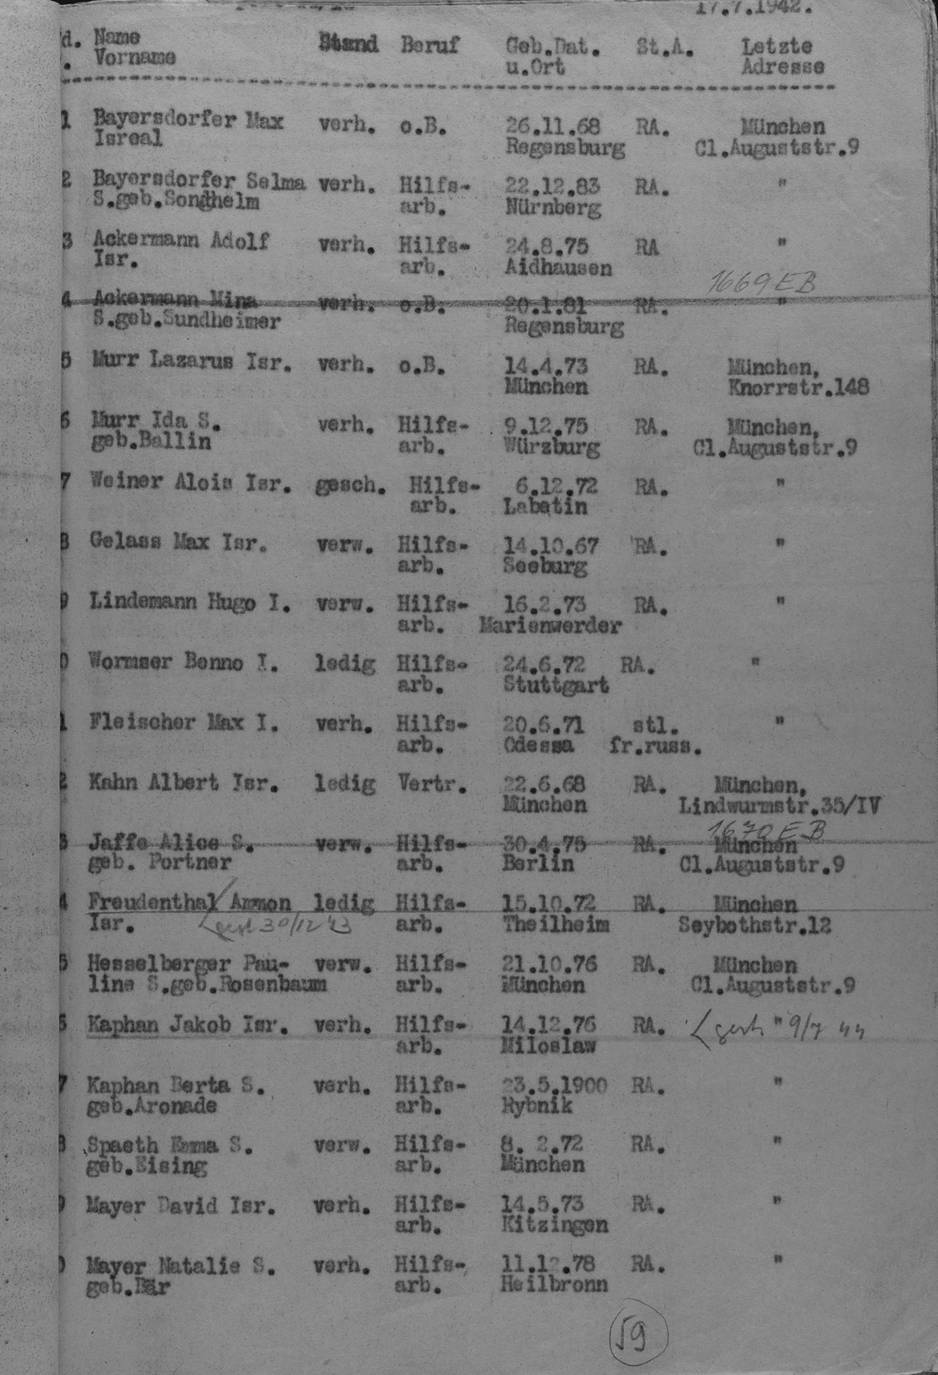 17.7.1942.
d. Name Stand Beruf Geb.Dat. St.A. Letzte
. Vorname u.Ort Adresse
1 Bayersdorfer Max verh. o.B. 26.11.68 RA. München
Isreal Regensburg Cl.Auguststr.9
2 Bayersdorfer Selma verh. Hilfs- 22.12.83 RA. "
S.geb.Sondhelm arb. Nürnberg
3 Ackermann Adolf verh. Hilfs- 24.8.75 RA "
Isr. arb. Aidhausen
1669 EB
4 Ackermann Mina verh. o.B. 20.1.81 RA. "
S.geb.Sundheimer Regensburg
5 Murr Lazarus Isr. verh. o.B. 14.4.73 RA. München,
München Knorrstr.148
6 Murr Ida S. verh. Hilfs- 9.12.75 RA. München,
geb.Ballin arb. Würzburg Cl.Auguststr.9
7 Weiner Alois Isr. gesch. Hilfs- 6.12.72 RA. "
arb. Labetin
8 Gelass Max Isr. verw. Hilfs- 14.10.67 RA. "
arb. Seeburg
9 Lindemann Hugo I. verw. Hilfs- 16.2.73 RA. "
arb. Marienwerder
0 Wormser Benno I. ledig Hilfs- 24.6.72 RA. "
arb. Stuttgart
1 Fleischer Max I. verh. Hilfs- 20.6.71 stl. "
arb. Odessa fr.russ.
2 Kahn Albert Isr. ledig Vertr. 22.6.68 RA. München,
München Lindwurmstr.35/IV
1670 EB
3 Jaffe Alice S. verw. Hilfs- 30.4.75 RA. München
geb. Portner arb. Berlin Cl.Auguststr.9
4 Freudenthal Ammon ledig Hilfs- 15.10.72 RA. München
Isr. gest 30/12 43 arb. Theilheim Seybothstr.12
5 Hesselberger Pau- verw. Hilfs- 21.10.76 RA. München
line S.geb.Rosenbaum arb. München Cl.Auguststr.9
6 Kaphan Jakob Isr. verh. Hilfs- 14.12.76 RA. gest. " 9/7 44
arb. Miloslaw
7 Kaphan Berta S. verh. Hilfs- 23.5.1900 RA. "
geb.Aronade arb. Rybnik
8 Spaeth Emma S. verw. Hilfs- 8. 2.72 RA. "
geb.Eising arb. München
9 Mayer David Isr. verh. Hilfs- 14.5.73 RA. "
arb. Kitzingen
0 Mayer Natalie S. verh. Hilfs- 11.12.78 RA. "
geb.Bär arb. Heilbronn
59